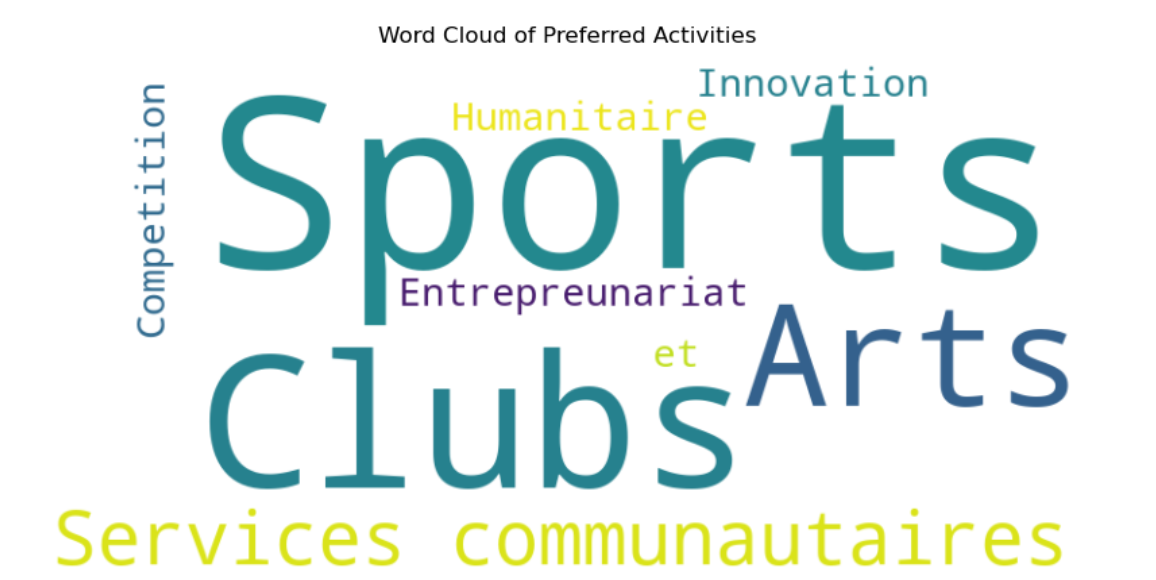 Word Cloud of Preferred Activities
Innovation
Humanitaire
Competition
Sports
Entrepreunariat
Arts
et
Clubs
Services communautaires